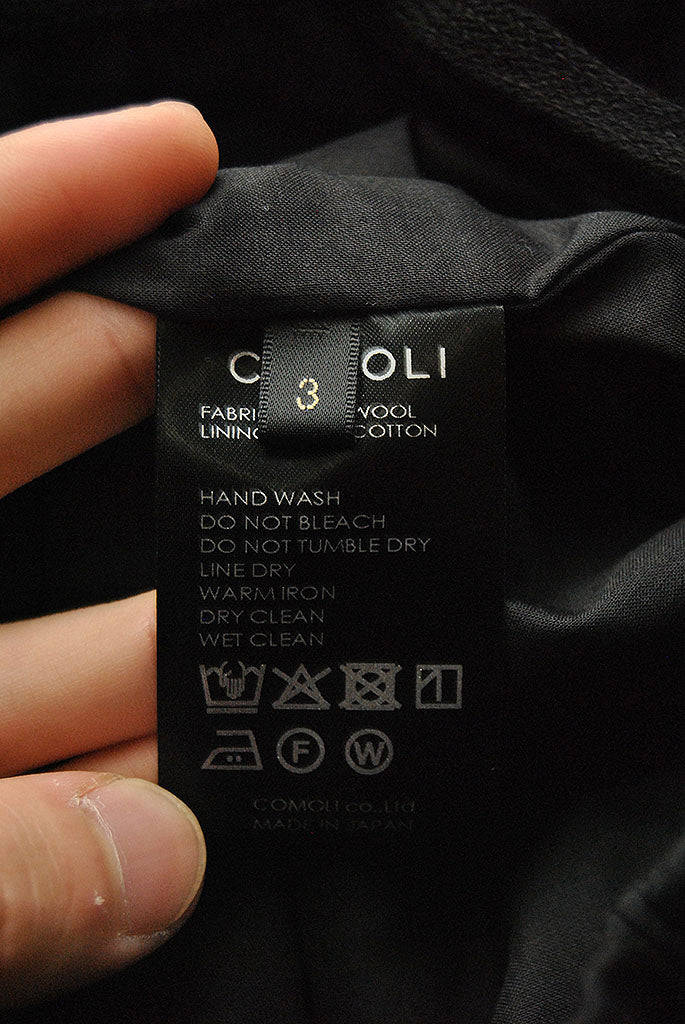 C OLI
3
FABRI WOOL
LININ COTTON
HAND WASH
DO NOT BLEACH
DO NOT TUMBLE DRY
LINE DRY
WARM IRON
DRY CLEAN
WET CLEAN
F W
COMOLI co.,Ltd
MADE IN JAPAN